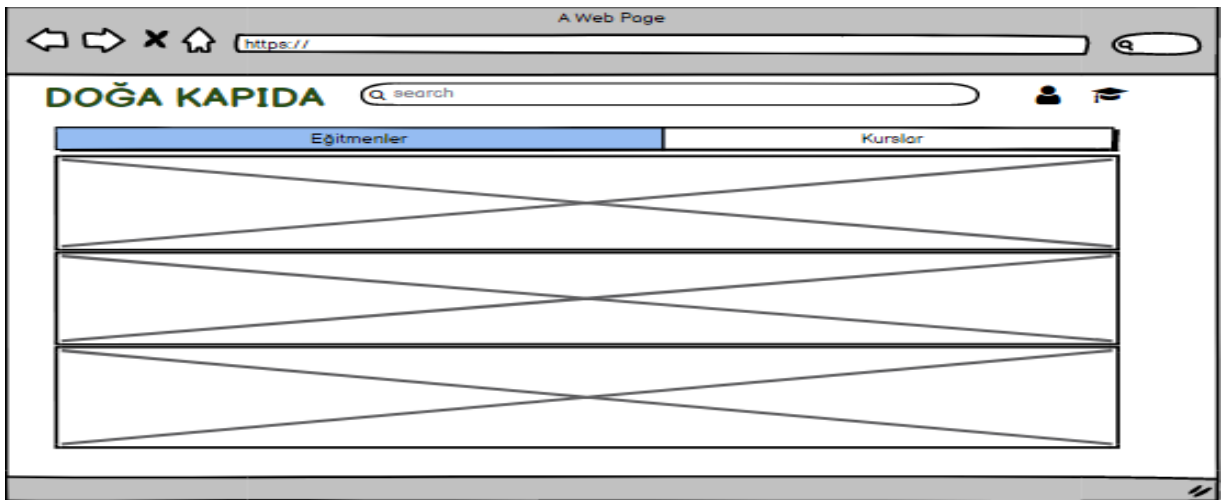 A Web Page
https://
DOĞA KAPIDA
search
Eğitmenler
Kurslar